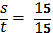 s/t = 15/15